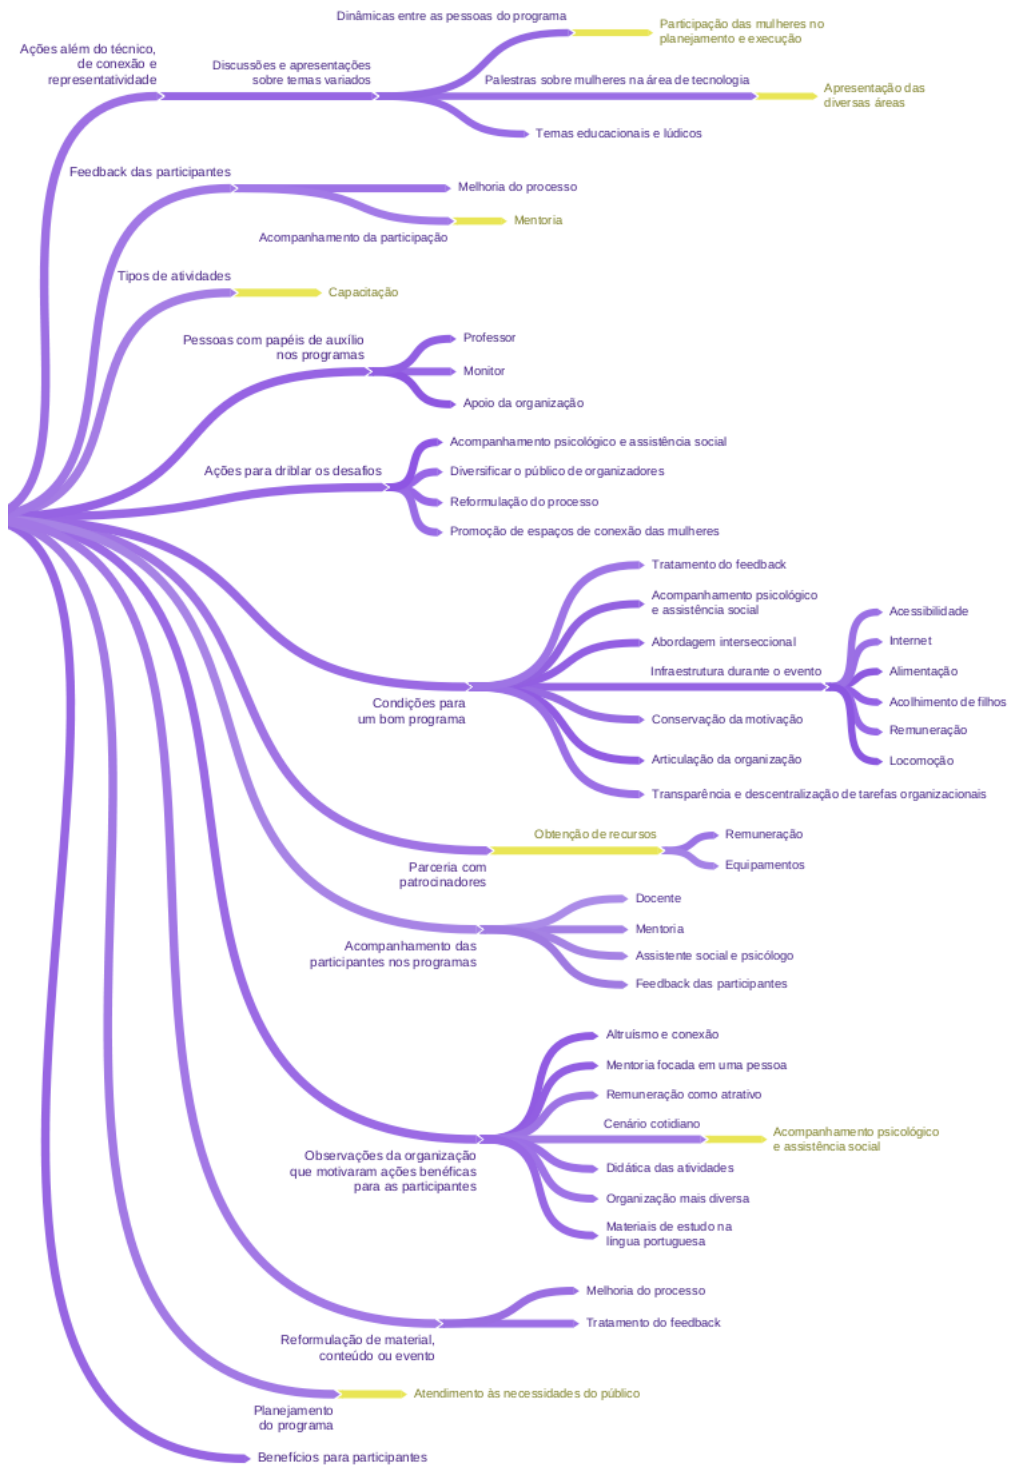 Dinâmicas entre as pessoas do programa
Participação das mulheres no
planejamento e execução
Ações além do técnico,
de conexão e
representatividade
Discussões e apresentações
sobre temas variados
Palestras sobre mulheres na área de tecnologia
Apresentação das
diversas áreas
Temas educacionais e lúdicos
Feedback das participantes
Melhoria do processo
Acompanhamento da participação
Mentoria
Tipos de atividades
Capacitação
Pessoas com papéis de auxílio
nos programas
Professor
Monitor
Apoio da organização
Ações para driblar os desafios
Acompanhamento psicológico e assistência social
Diversificar o público de organizadores
Reformulação do processo
Promoção de espaços de conexão das mulheres
Condições para
um bom programa
Tratamento do feedback
Acompanhamento psicológico
e assistência social
Abordagem interseccional
Infraestrutura durante o evento
Acessibilidade
Internet
Alimentação
Acolhimento de filhos
Remuneração
Locomoção
Conservação da motivação
Articulação da organização
Transparência e descentralização de tarefas organizacionais
Parceria com
patrocinadores
Obtenção de recursos
Remuneração
Equipamentos
Acompanhamento das
participantes nos programas
Docente
Mentoria
Assistente social e psicólogo
Feedback das participantes
Observações da organização
que motivaram ações benéficas
para as participantes
Altruísmo e conexão
Mentoria focada em uma pessoa
Remuneração como atrativo
Cenário cotidiano
Acompanhamento psicológico
e assistência social
Didática das atividades
Organização mais diversa
Materiais de estudo na
língua portuguesa
Reformulação de material,
conteúdo ou evento
Melhoria do processo
Tratamento do feedback
Planejamento
do programa
Atendimento às necessidades do público
Benefícios para participantes